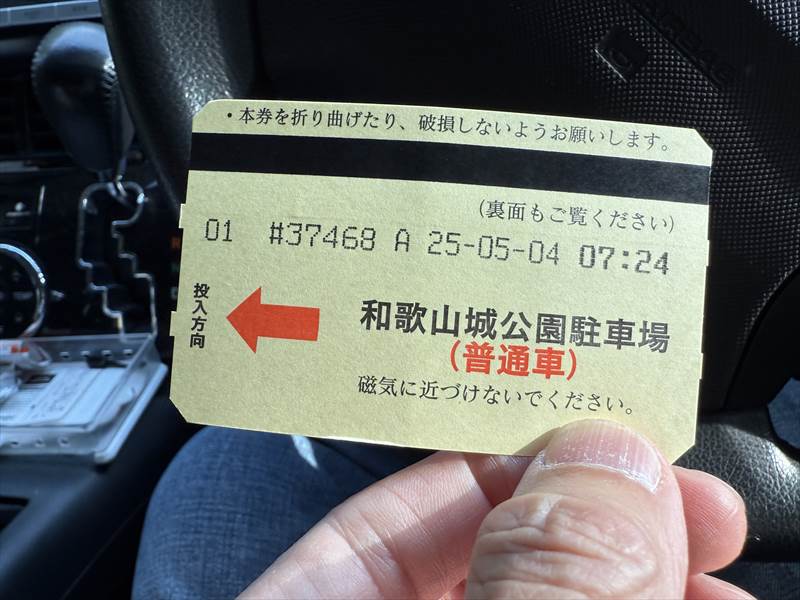 ・本券を折り曲げたり、破損しないようお願いします。
(裏面もご覧ください)
01 #37468 A 25-05-04 07:24
投入方向
和歌山城公園駐車場
(普通車)
磁気に近づけないでください。